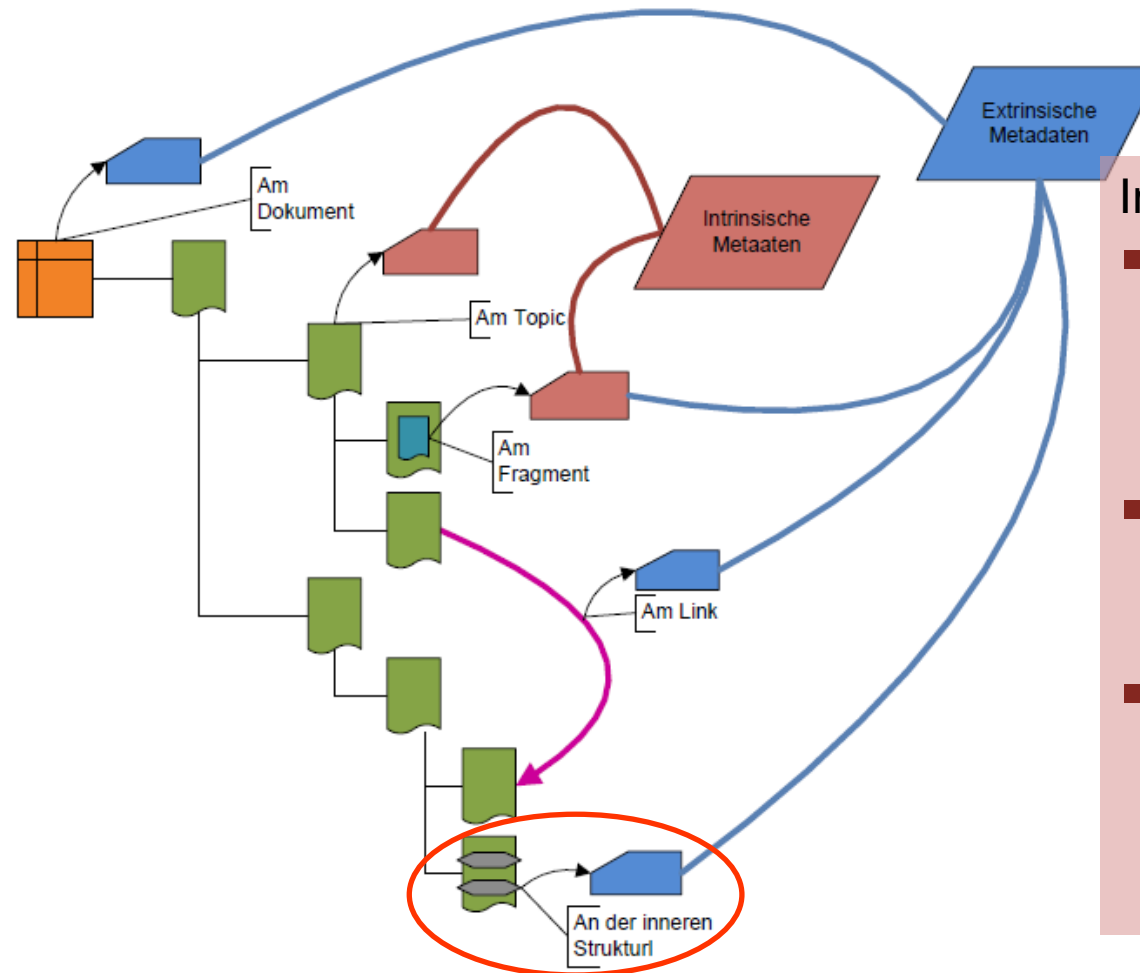 Extrinsische
Metadaten
Am
Dokument
Intrinsische
Metaaten
Am Topic
Am
Fragment
Am Link
An der inneren
Strukturl